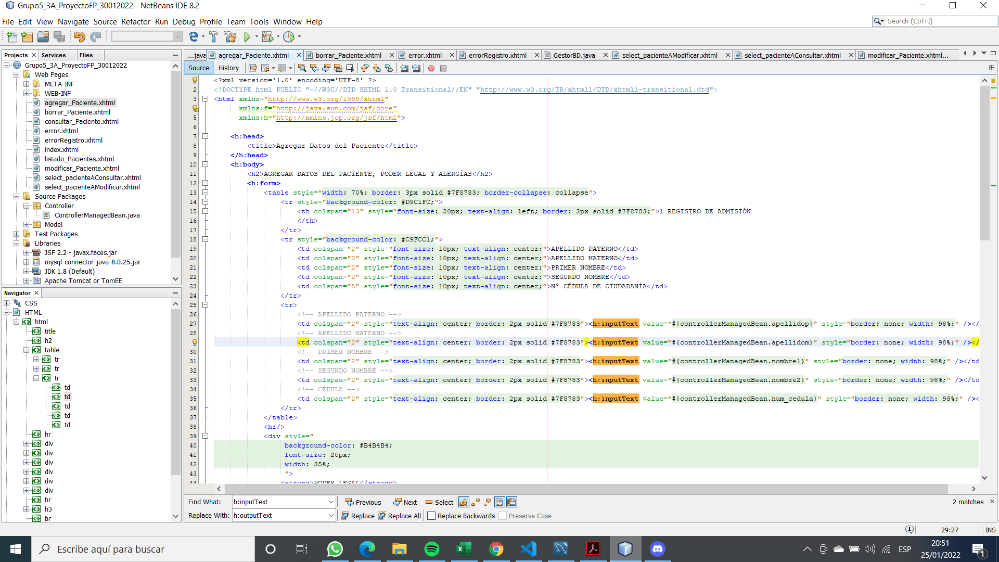 Grupo5_3A_ProyectoFP_30012022 - NetBeans IDE 8.2
File Edit View Navigate Source Refactor Run Debug Profile Team Tools Window Help
Search (Ctrl+I)
Projects Services Files
...java agregar_Paciente.xhtml borrar_Paciente.xhtml error.xhtml errorRegistro.xhtml GestorBD.java select_pacienteAModificar.xhtml select_pacienteAConsultar.xhtml modificar_Paciente.xhtml...
Source History
Grupo5_3A_ProyectoFP_30012022
Web Pages
META-INF
WEB-INF
agregar_Paciente.xhtml
borrar_Paciente.xhtml
consultar_Paciente.xhtml
error.xhtml
errorRegistro.xhtml
index.xhtml
listado_Pacientes.xhtml
modificar_Paciente.xhtml
select_pacienteAConsultar.xhtml
select_pacienteAModificar.xhtml
Source Packages
Controller
ControllerManagedBean.java
Model
Test Packages
Libraries
JSF 2.2 - javax.faces.jar
mysql-connector-java-8.0.25.jar
JDK 1.8 (Default)
Apache Tomcat or TomEE
Navigator
CSS
HTML
html
title
h2
table
tr
tr
tr
td
td
td
td
td
hr
div
div
div
div
div
div
hr
h3
br
1 <?xml version='1.0' encoding='UTF-8' ?>
2 <!DOCTYPE html PUBLIC "-//W3C//DTD XHTML 1.0 Transitional//EN" "http://www.w3.org/TR/xhtml1/DTD/xhtml1-transitional.dtd">
3 <html xmlns="http://www.w3.org/1999/xhtml"
xmlns:f="http://java.sun.com/jsf/core"
5 xmlns:h="http://xmlns.jcp.org/jsf/html">
6
7 <h:head>
8 <title>Agregar Datos del Paciente</title>
9 </h:head>
10 <h:body>
11 <h2>AGREGAR DATOS DEL PACIENTE, PODER LEGAL Y ALERGÍAS</h2>
12 <h:form>
13 <table style="width: 70%; border: 3px solid #7F8783; border-collapse: collapse">
14 <tr style="background-color: #D9C1FC;">
15 <th colspan="13" style="font-size: 20px; text-align: left; border: 2px solid #7F8783;">1 REGISTRO DE ADMISIÓN
16 </th>
17 </tr>
18 <tr style="background-color: #C9FCC1;">
19 <td colspan="2" style="font-size: 10px; text-align: center;">APELLIDO PATERNO</td>
20 <td colspan="2" style="font-size: 10px; text-align: center;">APELLIDO MATERNO</td>
21 <td colspan="2" style="font-size: 10px; text-align: center;">PRIMER NOMBRE</td>
22 <td colspan="2" style="font-size: 10px; text-align: center;">SEGUNDO NOMBRE</td>
23 <td colspan="5" style="font-size: 10px; text-align: center;">N° CÉDULA DE CIUDADANÍA</td>
24 </tr>
25 <tr>
26 <!-- APELLIDO PATERNO -->
27 <td colspan="2" style="text-align: center; border: 2px solid #7F8783"><h:inputText value="#{controllerManagedBean.apellidop}" style="border: none; width: 98%;" /></
28 <!-- APELLIDO MATERNO -->
<td colspan="2" style="text-align: center; border: 2px solid #7F8783"><h:inputText value="#{controllerManagedBean.apellidom}" style="border: none; width: 98%;" /></
30 <!-- PRIMER NOMBRE -->
31 <td colspan="2" style="text-align: center; border: 2px solid #7F8783"><h:inputText value="#{controllerManagedBean.nombre1}" style="border: none; width: 98%;" /></td
32 <!-- SEGUNDO NOMBRE -->
33 <td colspan="2" style="text-align: center; border: 2px solid #7F8783"><h:inputText value="#{controllerManagedBean.nombre2}" style="border: none; width: 98%;" /></td
34 <!-- CEDULA -->
35 <td colspan="5" style="text-align: center; border: 2px solid #7F8783"><h:inputText value="#{controllerManagedBean.num_cedula}" style="border: none; width: 98%;" /><
36 </tr>
37 </table>
38 <hr/>
39 <div style="
40 background-color: #B4B4B4;
41 font-size: 20px;
42 width: 35%;
43 ">
<strong>PODER LEGAL</strong>
Find What: h:inputText Previous Next Select 2 matches
Replace With: h:outputText Replace Replace All Replace Backwards Preserve Case
29:27 INS
Escribe aquí para buscar
ESP
20:51
25/01/2022
1